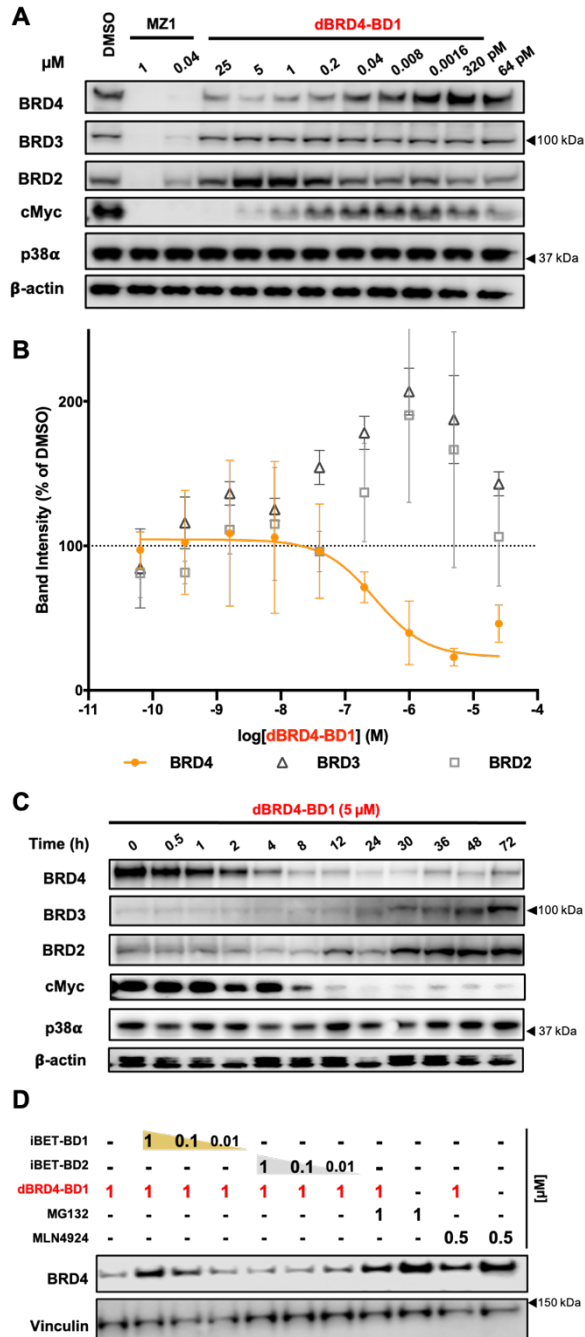 A
DMSO MZ1 dBRD4-BD1
µM 1 0.04 25 5 1 0.2 0.04 0.008 0.0016 320 pM 64 pM
BRD4
BRD3 ◄100 kDa
BRD2
cMyc
p38α ◄ 37 kDa
β-actin
B
Band Intensity (% of DMSO)
200
100
0
-11 -10 -9 -8 -7 -6 -5 -4
log[dBRD4-BD1] (M)
BRD4 BRD3 BRD2
C
dBRD4-BD1 (5 µM)
Time (h) 0 0.5 1 2 4 8 12 24 30 36 48 72
BRD4
BRD3 ◄100 kDa
BRD2
cMyc
p38α ◄ 37 kDa
β-actin
D
iBET-BD1 - 1 0.1 0.01 - - - - - - -
iBET-BD2 - - - - 1 0.1 0.01 - - - -
dBRD4-BD1 1 1 1 1 1 1 1 1 - 1 -
MG132 - - - - - - - 1 1 - -
MLN4924 - - - - - - - - - 0.5 0.5
[µM]
BRD4
◄150 kDa
Vinculin